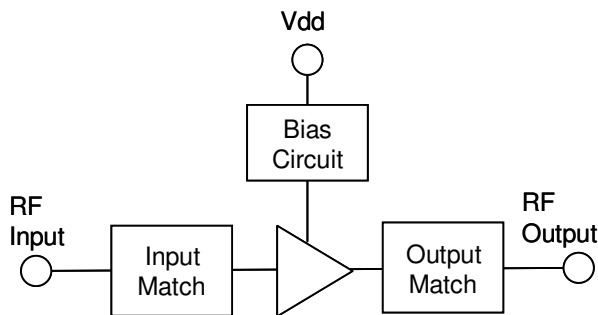 Vdd
Bias
Circuit
RF
Input
Input
Match
Output
Match
RF
Output